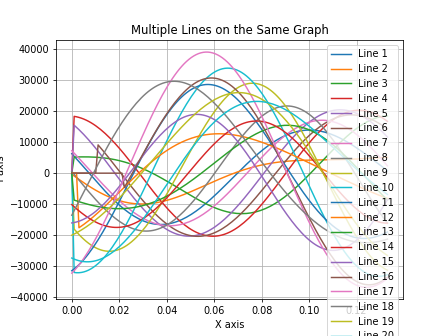 Multiple Lines on the Same Graph
40000
30000
20000
10000
0
−10000
−20000
−30000
−40000
0.00
0.02
0.04
0.06
0.08
0.10
X axis
Line 1
Line 2
Line 3
Line 4
Line 5
Line 6
Line 7
Line 8
Line 9
Line 10
Line 11
Line 12
Line 13
Line 14
Line 15
Line 16
Line 17
Line 18
Line 19
Line 20